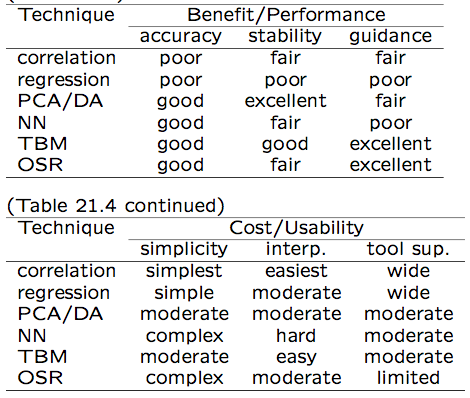 Technique Benefit/Performance
accuracy stability guidance
correlation poor fair fair
regression poor poor poor
PCA/DA good excellent fair
NN good fair poor
TBM good good excellent
OSR good fair excellent
(Table 21.4 continued)
Technique Cost/Usability
simplicity interp. tool sup.
correlation simplest easiest wide
regression simple moderate wide
PCA/DA moderate moderate moderate
NN complex hard moderate
TBM moderate easy moderate
OSR complex moderate limited